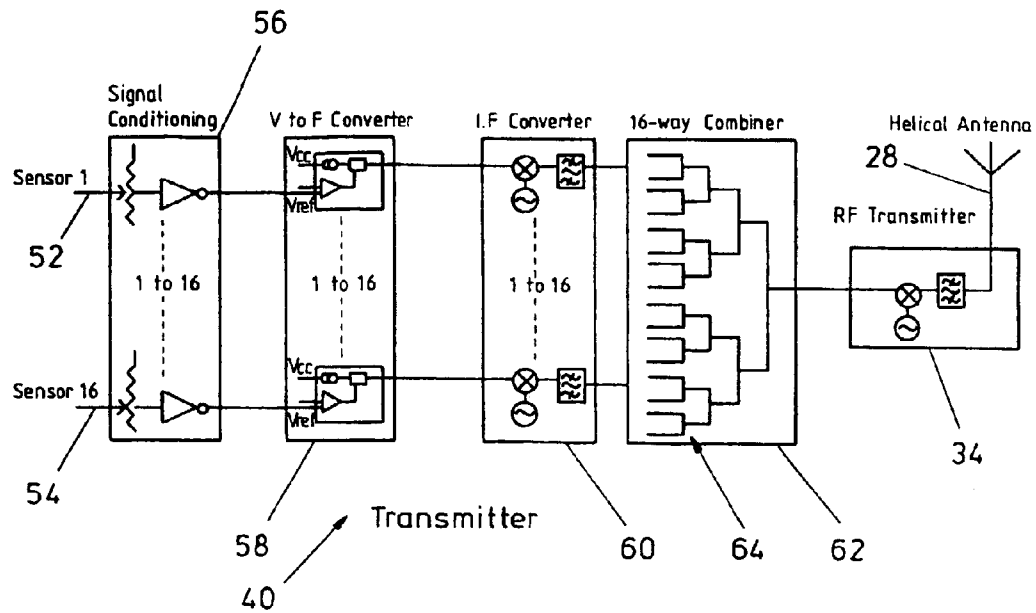 56
Signal
Conditioning
V to F Converter
I.F Converter
16-way Combiner
Helical Antenna
28
RF Transmitter
Sensor 1
52
Vcc
Vref
1 to 16
1 to 16
1 to 16
Sensor 16
54
Vcc
Vref
34
58
Transmitter
40
60
64
62